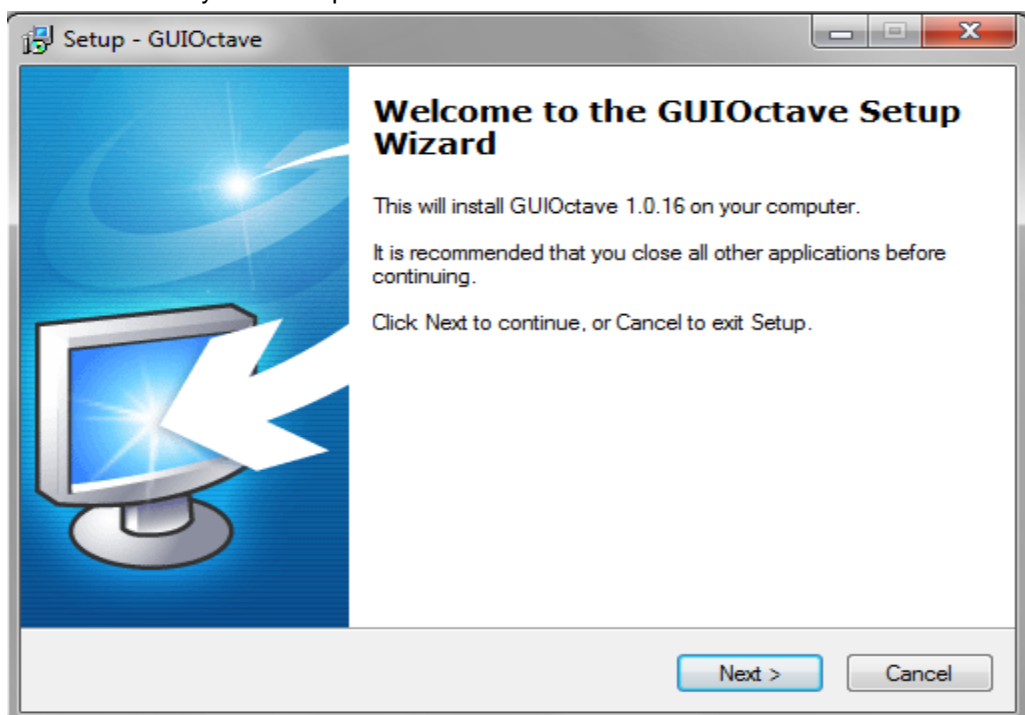 Setup - GUIOctave
Welcome to the GUIOctave Setup
Wizard
This will install GUIOctave 1.0.16 on your computer.
It is recommended that you close all other applications before
continuing.
Click Next to continue, or Cancel to exit Setup.
Next >
Cancel